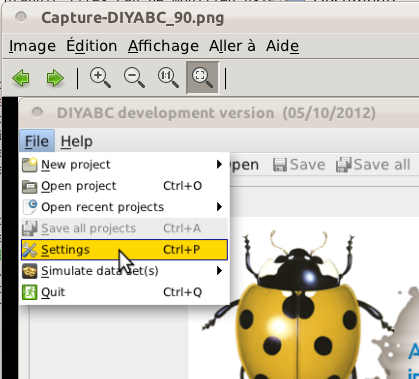 Capture-DIYABC_90.png
Image Édition Affichage Aller à Aide
1:1
DIYABC development version (05/10/2012)
File Help
New project
pen Save Save all
Open project Ctrl+O
Open recent projects
Save all projects Ctrl+A
Settings Ctrl+P
Simulate data set(s)
Quit Ctrl+Q